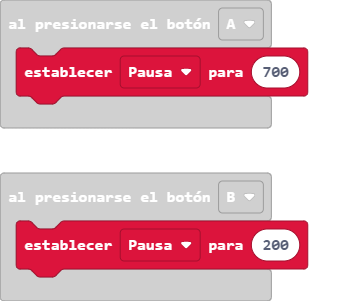 al presionarse el botón A
establecer Pausa para 700
al presionarse el botón B
establecer Pausa para 200